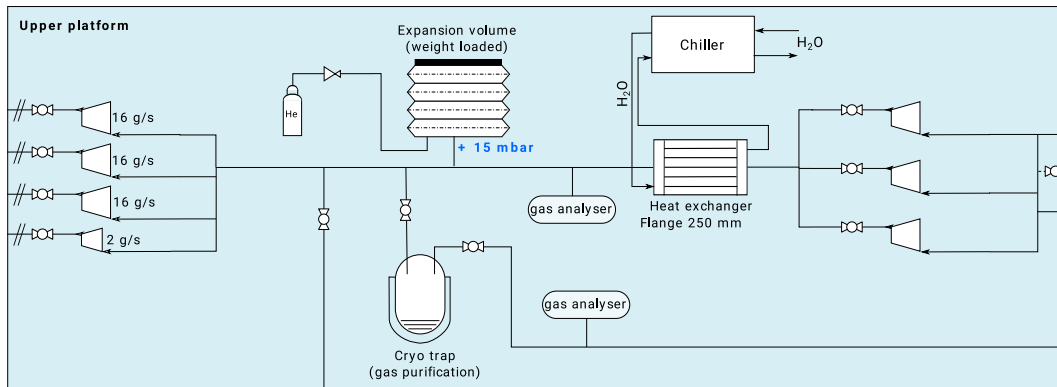 Upper platform
Expansion volume
(weight loaded)
Chiller
H₂O
H₂O
He
16 g/s
16 g/s
16 g/s
2 g/s
+ 15 mbar
gas analyser
Heat exchanger
Flange 250 mm
gas analyser
Cryo trap
(gas purification)